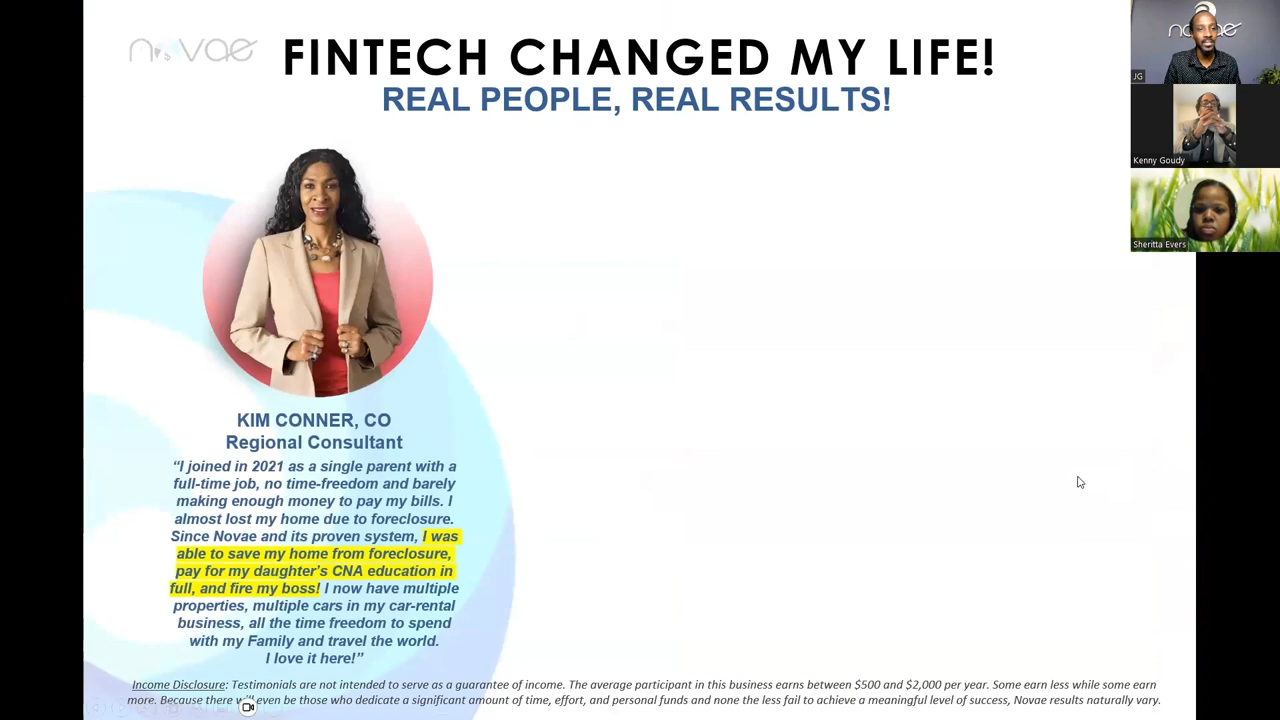 novae
FINTECH CHANGED MY LIFE!
REAL PEOPLE, REAL RESULTS!
novae
JG
Kenny Goudy
Sheritta Evers
KIM CONNER, CO
Regional Consultant
“I joined in 2021 as a single parent with a
full-time job, no time-freedom and barely
making enough money to pay my bills. I
almost lost my home due to foreclosure.
Since Novae and its proven system, I was
able to save my home from foreclosure,
pay for my daughter’s CNA education in
full, and fire my boss! I now have multiple
properties, multiple cars in my car-rental
business, all the time freedom to spend
with my Family and travel the world.
I love it here!”
Income Disclosure: Testimonials are not intended to serve as a guarantee of income. The average participant in this business earns between $500 and $2,000 per year. Some earn less while some earn
more. Because there will even be those who dedicate a significant amount of time, effort, and personal funds and none the less fail to achieve a meaningful level of success, Novae results naturally vary.